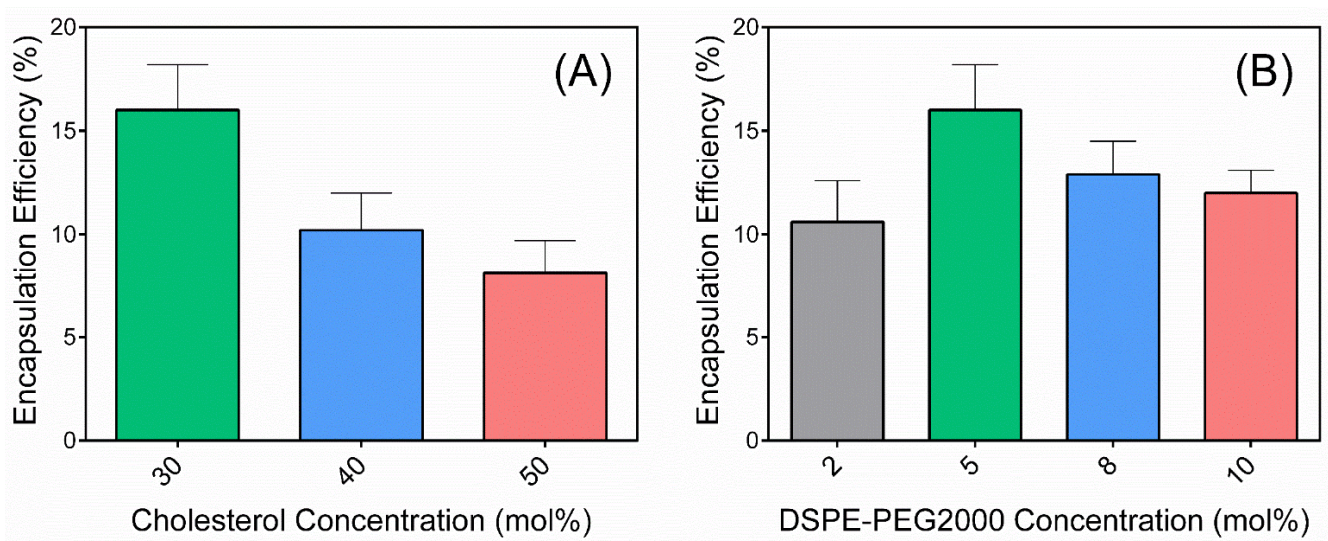 (A)
Encapsulation Efficiency (%)
20
15
10
5
0
30
40
50
Cholesterol Concentration (mol%)
(B)
Encapsulation Efficiency (%)
20
15
10
5
0
2
5
8
10
DSPE-PEG2000 Concentration (mol%)